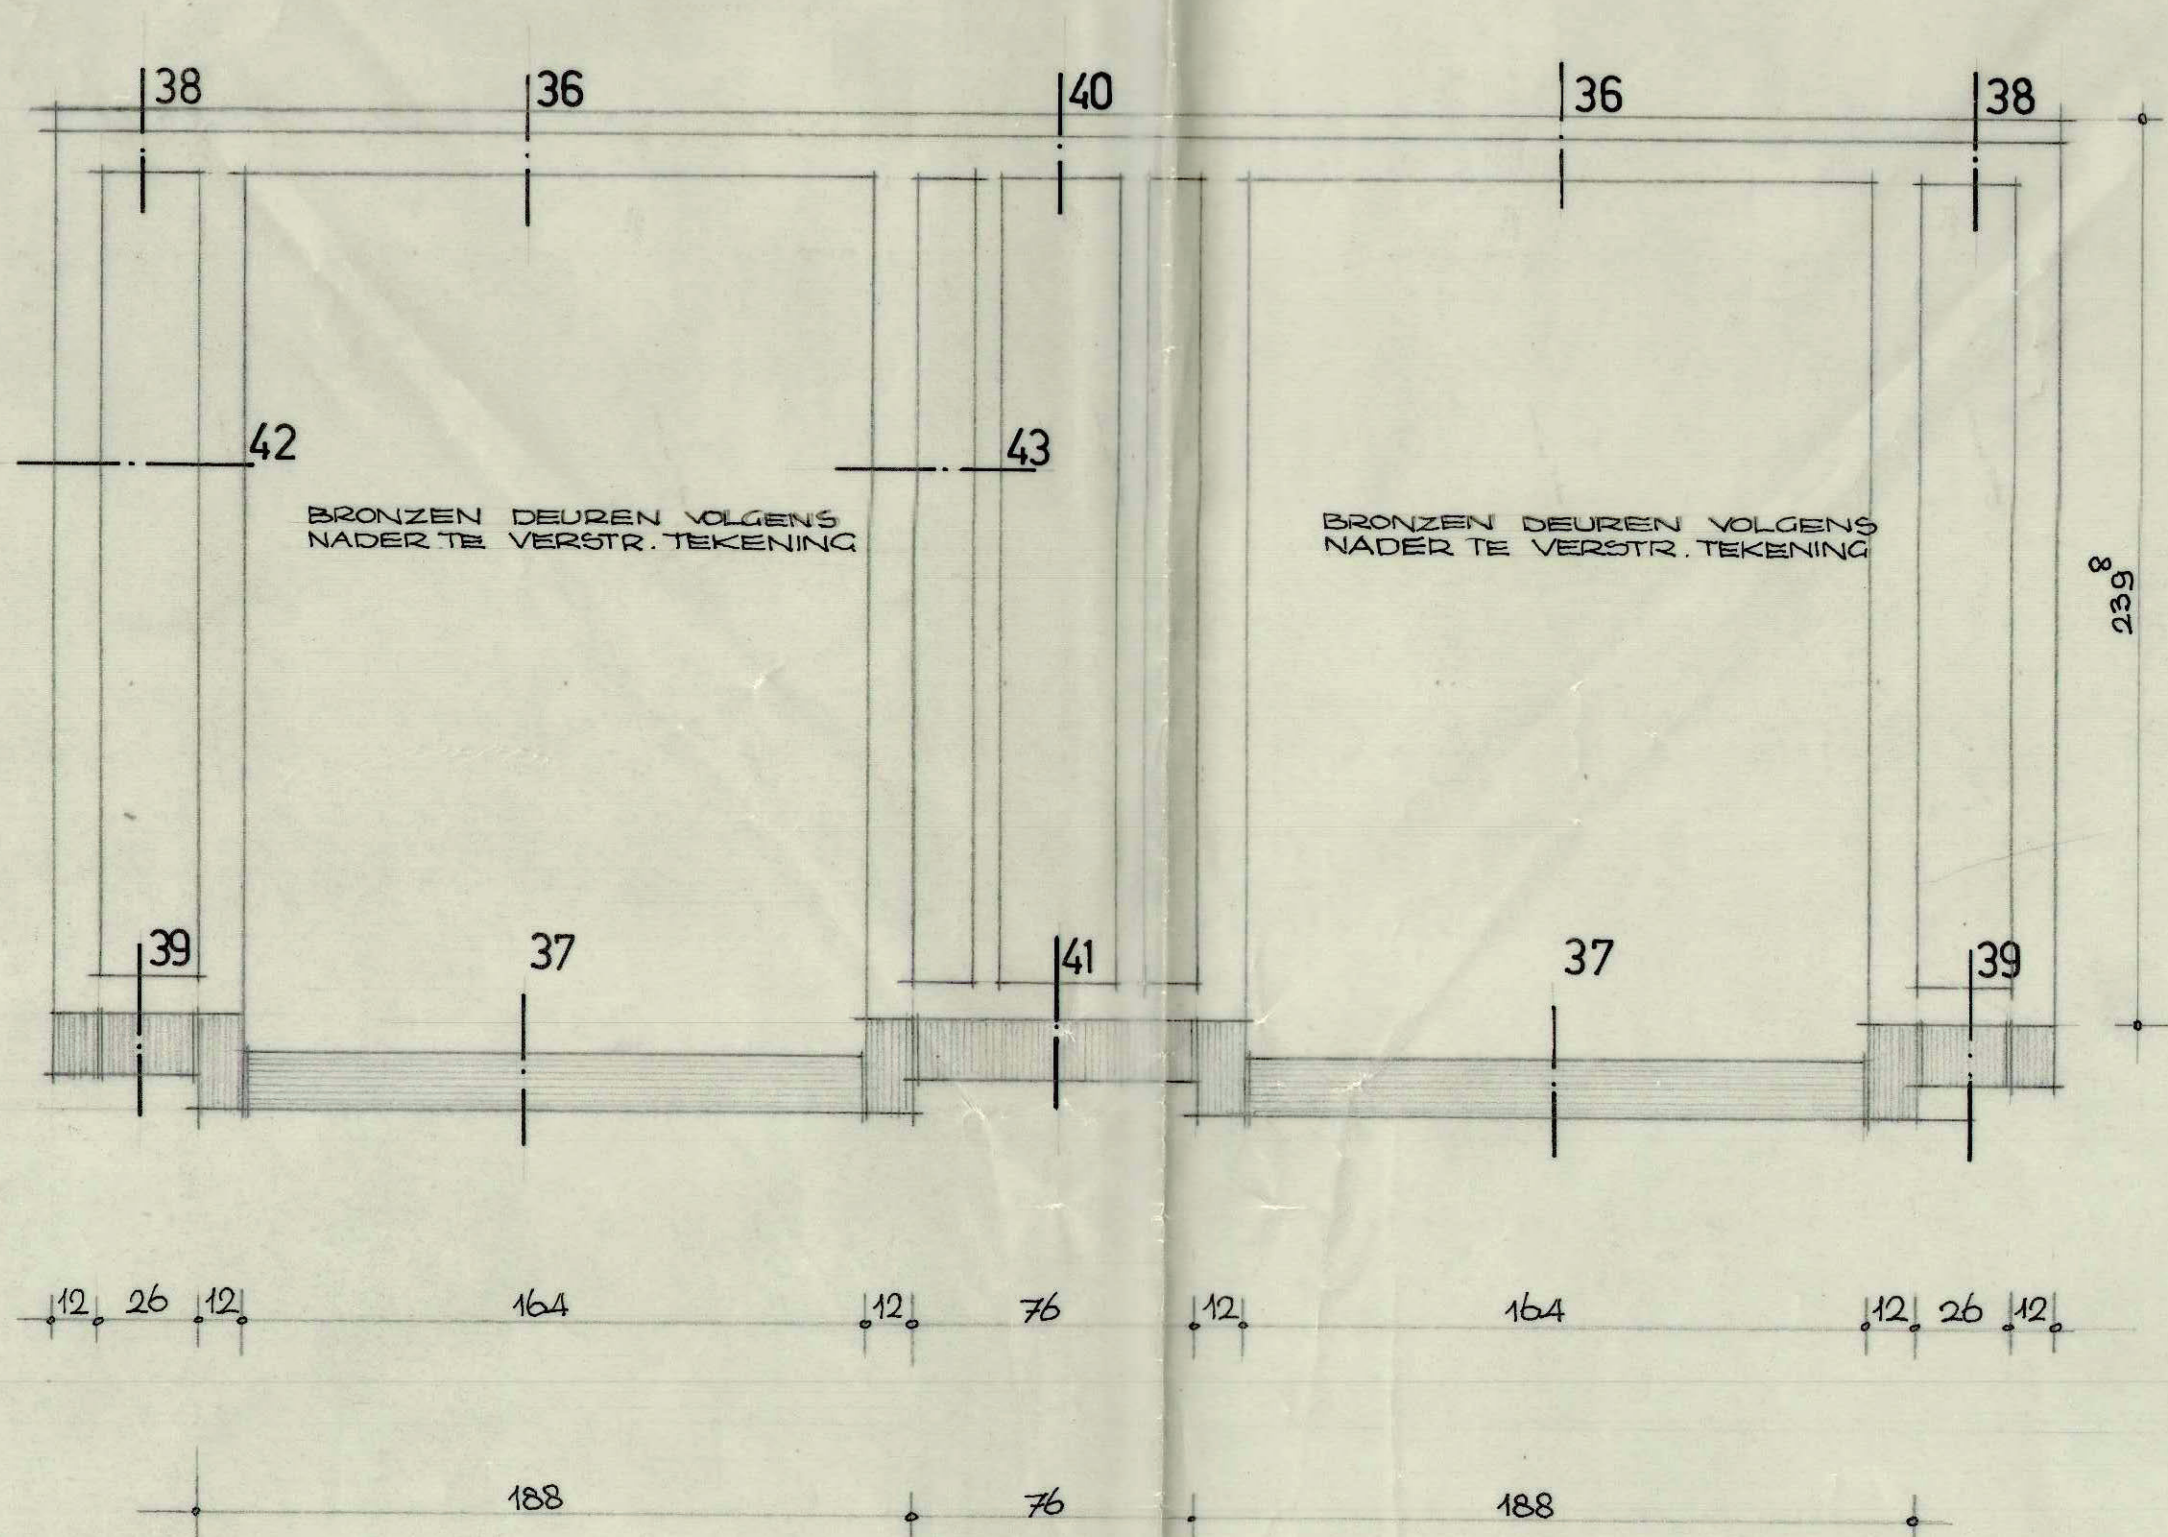 38 36 40 36 38
42 43
BRONZEN DEUREN VOLGENS
NADER TE VERSTR. TEKENING
BRONZEN DEUREN VOLGENS
NADER TE VERSTR. TEKENING
239⁸
39 37 41 37 39
12 26 12 164 12 76 12 164 12 26 12
188 76 188